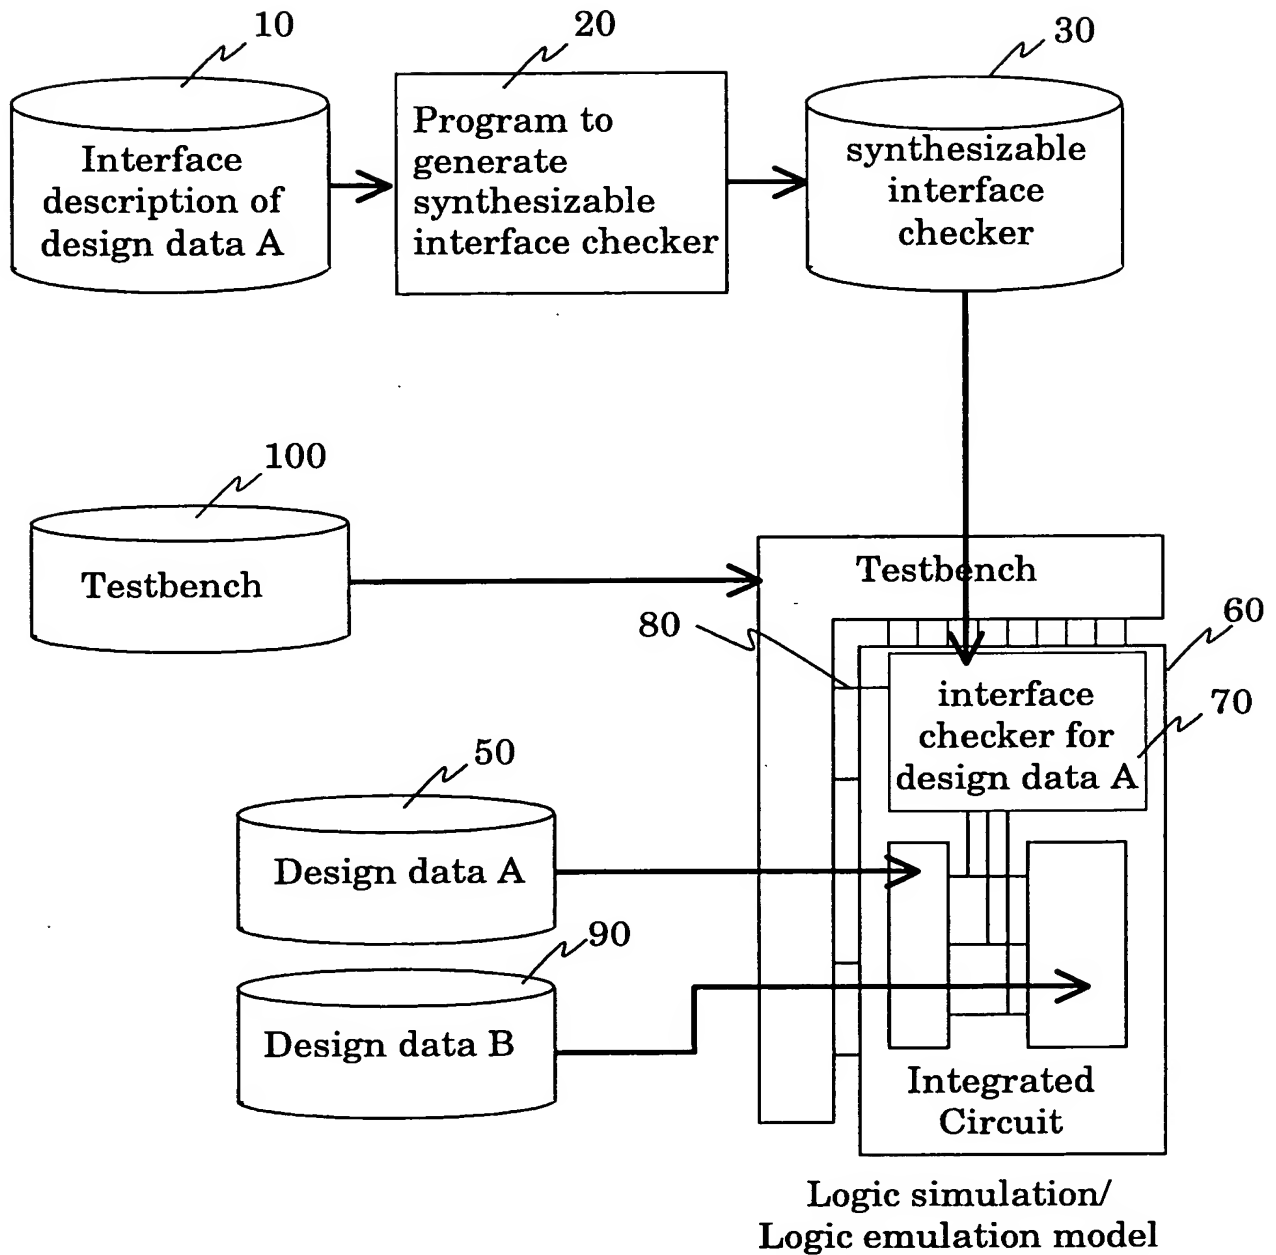 10
20
30
Interface
description of
design data A
Program to
generate
synthesizable
interface checker
synthesizable
interface
checker
100
Testbench
Testbench
80
60
interface
checker for
design data A
70
50
Design data A
90
Design data B
Integrated
Circuit
Logic simulation/
Logic emulation model